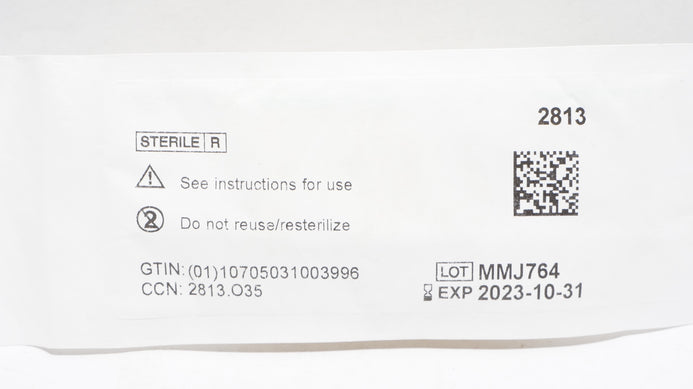 2813
STERILE R
See instructions for use
2 Do not reuse/resterilize
GTIN: (01)10705031003996
CCN: 2813.O35
LOT MMJ764
EXP 2023-10-31